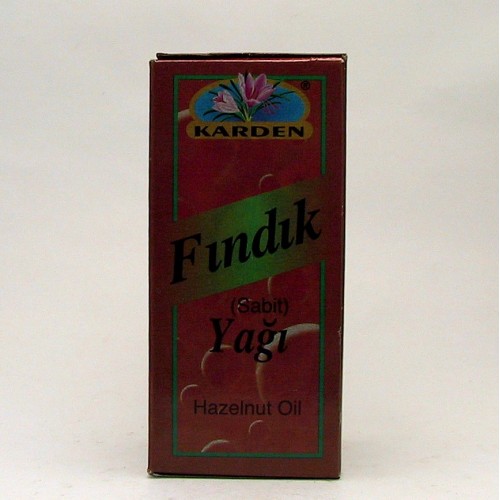 ®
KARDEN
Fındık
(Sabit)
Yağı
Hazelnut Oil